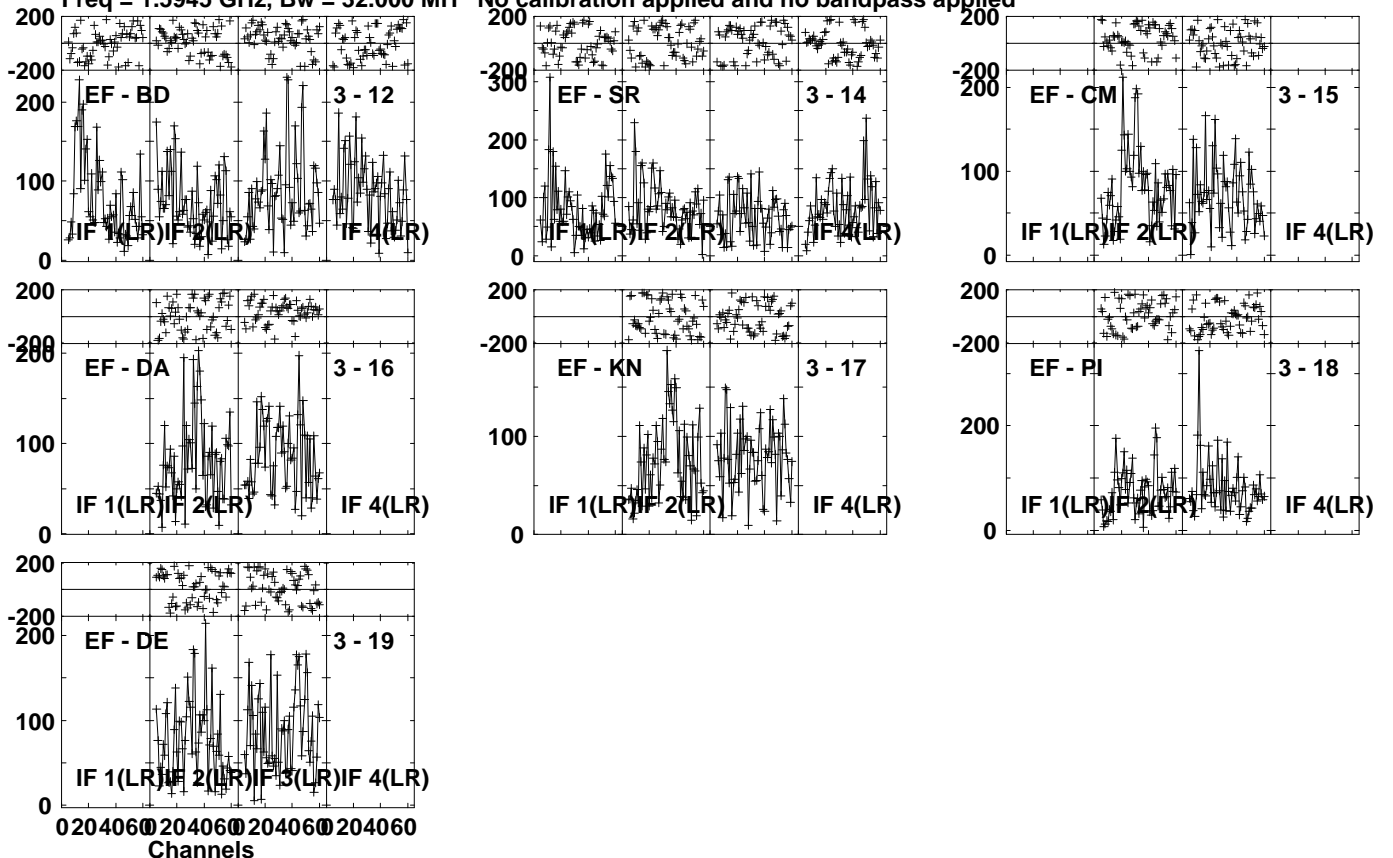 Freq = 1.5945 GHz, Bw = 32.000 MH No calibration applied and no bandpass applied
200 200 200
-200 -200 -200
EF - BD 3 - 12 EF - SR 3 - 14 EF - CM 3 - 15
300
200 200 200
100 100 100
IF 1(LR) IF 2(LR) IF 4(LR) IF 1(LR) IF 2(LR) IF 4(LR) IF 1(LR) IF 2(LR) IF 4(LR)
0 0 0
200 200 200
-200 -200 -200
200
EF - DA 3 - 16 EF - KN 3 - 17 EF - PI 3 - 18
100 100 200
IF 1(LR) IF 2(LR) IF 4(LR) IF 1(LR) IF 2(LR) IF 4(LR) IF 1(LR) IF 2(LR) IF 4(LR)
0 0 0
200
-200
200
EF - DE 3 - 19
100
IF 1(LR) IF 2(LR) IF 3(LR) IF 4(LR)
0
0 20 40 60 0 20 40 60 0 20 40 60 0 20 40 60
Channels